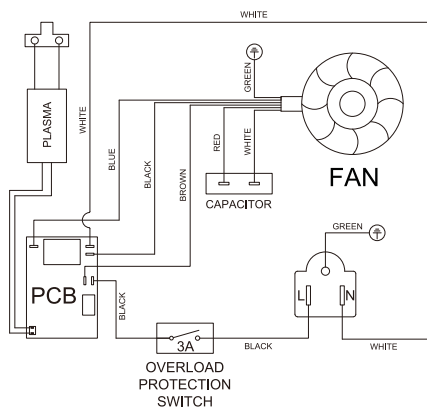 WHITE
GREEN
PLASMA
WHITE
BLUE
BLACK
BROWN
RED
WHITE
FAN
CAPACITOR
GREEN
PCB
BLACK
L
N
3A
BLACK
WHITE
OVERLOAD
PROTECTION
SWITCH